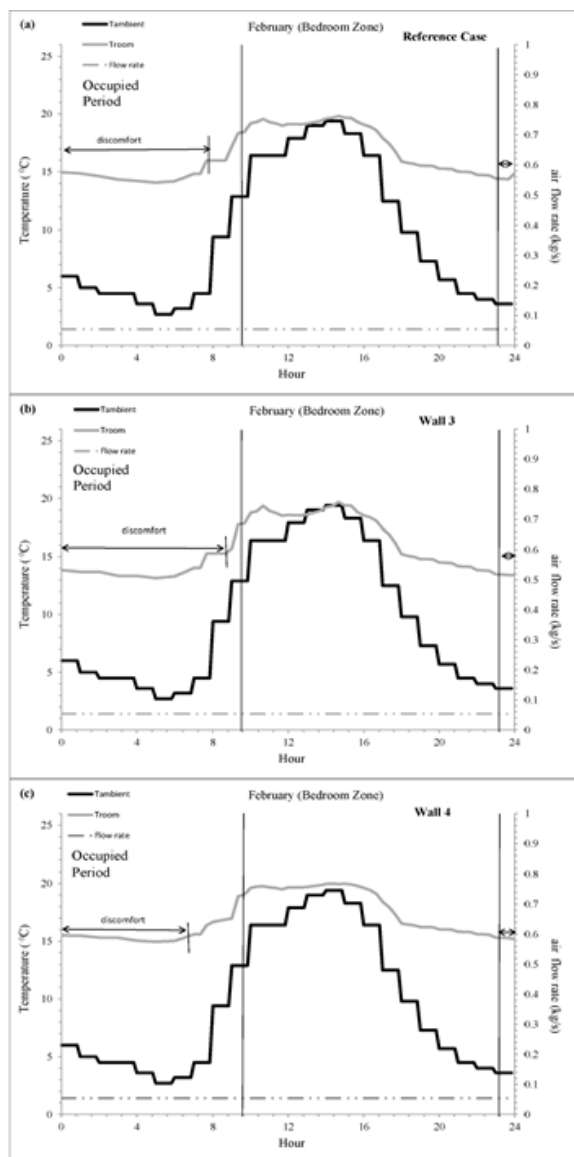 (a)
February (Bedroom Zone)
Reference Case
Tambient
Troom
Flow rate
Occupied
Period
discomfort
Temperature (°C)
25
20
15
10
5
0
air flow rate (kg/s)
1
0.9
0.8
0.7
0.6
0.5
0.4
0.3
0.2
0.1
0
0 4 8 12 16 20 24
Hour
(b)
February (Bedroom Zone)
Wall 3
Tambient
Troom
Flow rate
Occupied
Period
discomfort
Temperature (°C)
25
20
15
10
5
0
air flow rate (kg/s)
1
0.9
0.8
0.7
0.6
0.5
0.4
0.3
0.2
0.1
0
0 4 8 12 16 20 24
Hour
(c)
February (Bedroom Zone)
Wall 4
Tambient
Troom
flow rate
Occupied
Period
discomfort
Temperature (°C)
25
20
15
10
5
0
air flow rate (kg/s)
1
0.9
0.8
0.7
0.6
0.5
0.4
0.3
0.2
0.1
0
0 4 8 12 16 20 24
Hour